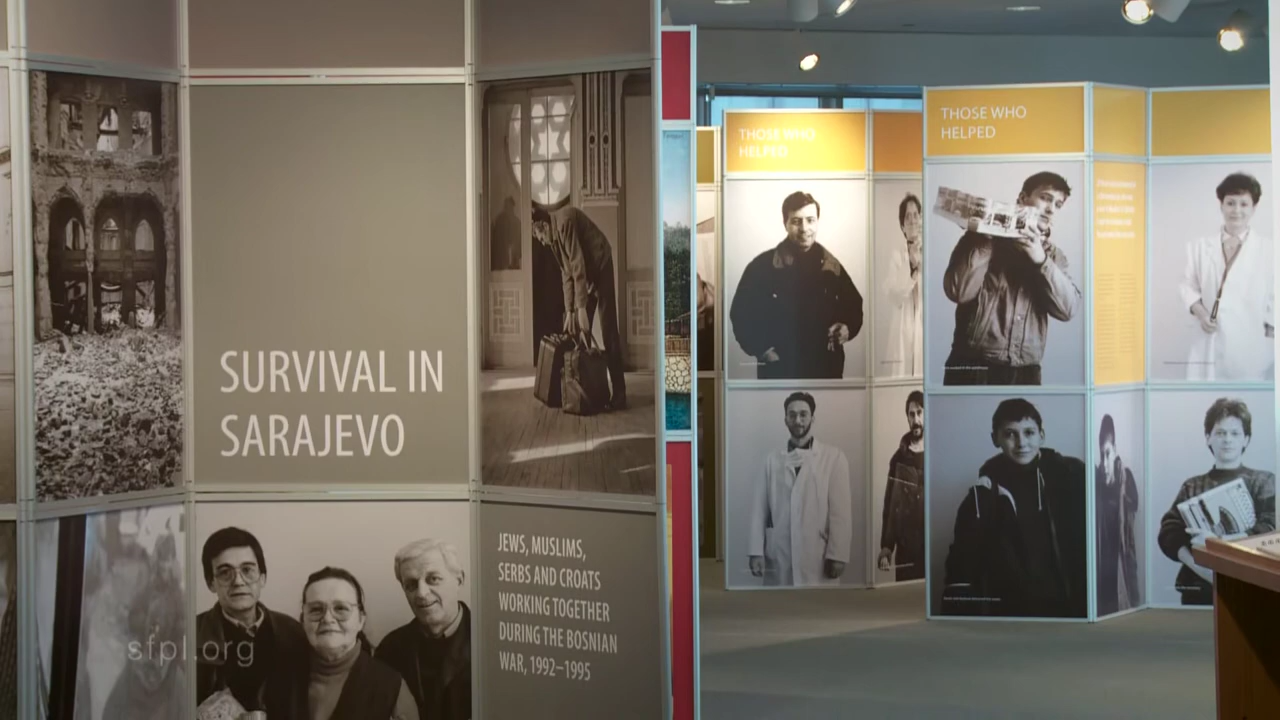 SURVIVAL IN
SARAJEVO
JEWS, MUSLIMS,
SERBS AND CROATS
WORKING TOGETHER
DURING THE BOSNIAN
WAR, 1992–1995
sfpl.org
THOSE WHO
HELPED
THOSE WHO
HELPED